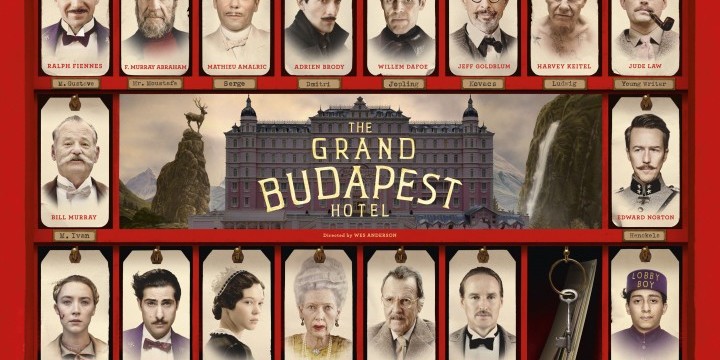 RALPH FIENNES
F. MURRAY ABRAHAM
MATHIEU AMALRIC
ADRIEN BRODY
WILLEM DAFOE
JEFF GOLDBLUM
HARVEY KEITEL
JUDE LAW
M. Gustave
Mr. Moustafa
Serge
Dmitri
Jopling
Kovacs
Ludwig
Young Writer
THE
GRAND
BUDAPEST
HOTEL
BILL MURRAY
EDWARD NORTON
M. Ivan
Directed by WES ANDERSON
Henckels
LOBBY
BOY